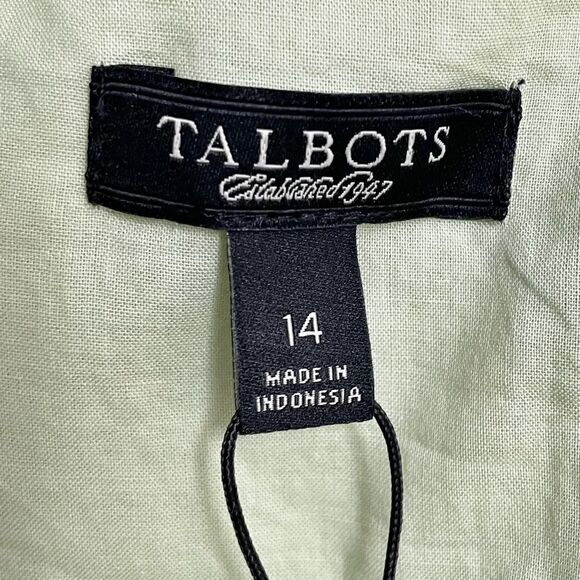 TALBOTS
Established 1947
14
MADE IN
INDONESIA